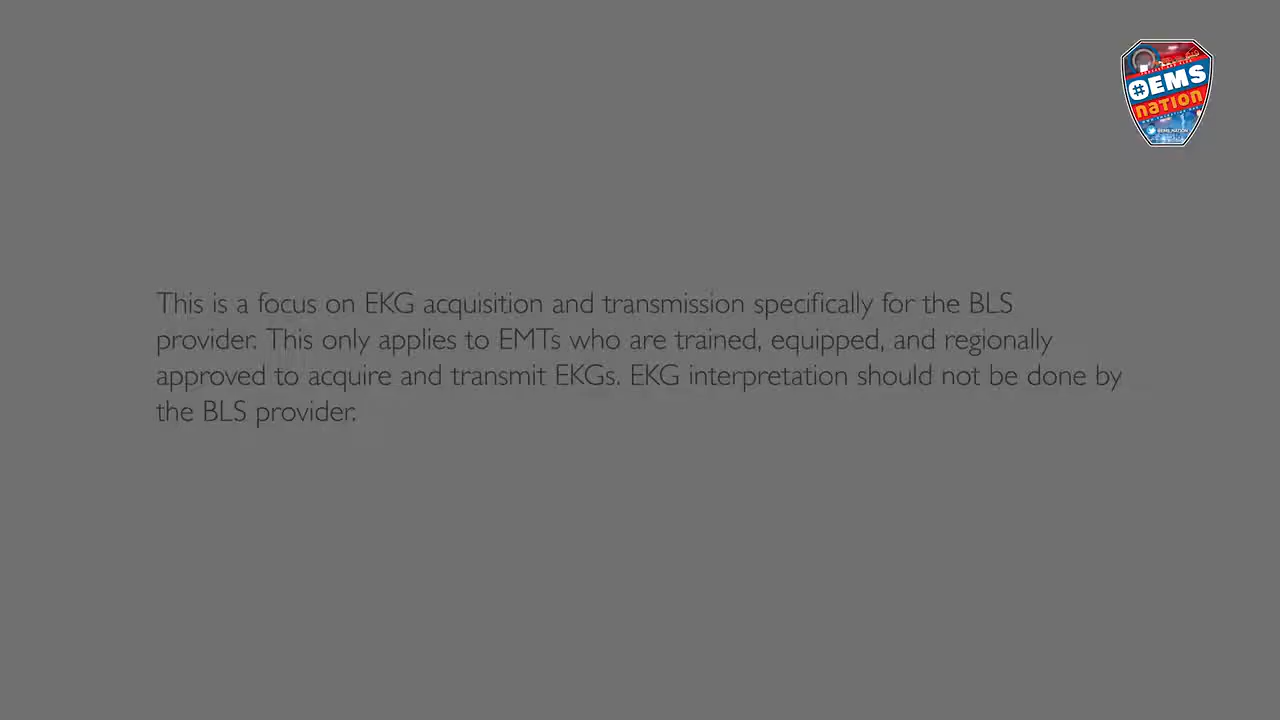 #EMS
NATION
@EMS_NATION
This is a focus on EKG acquisition and transmission specifically for the BLS
provider. This only applies to EMTs who are trained, equipped, and regionally
approved to acquire and transmit EKGs. EKG interpretation should not be done by
the BLS provider.